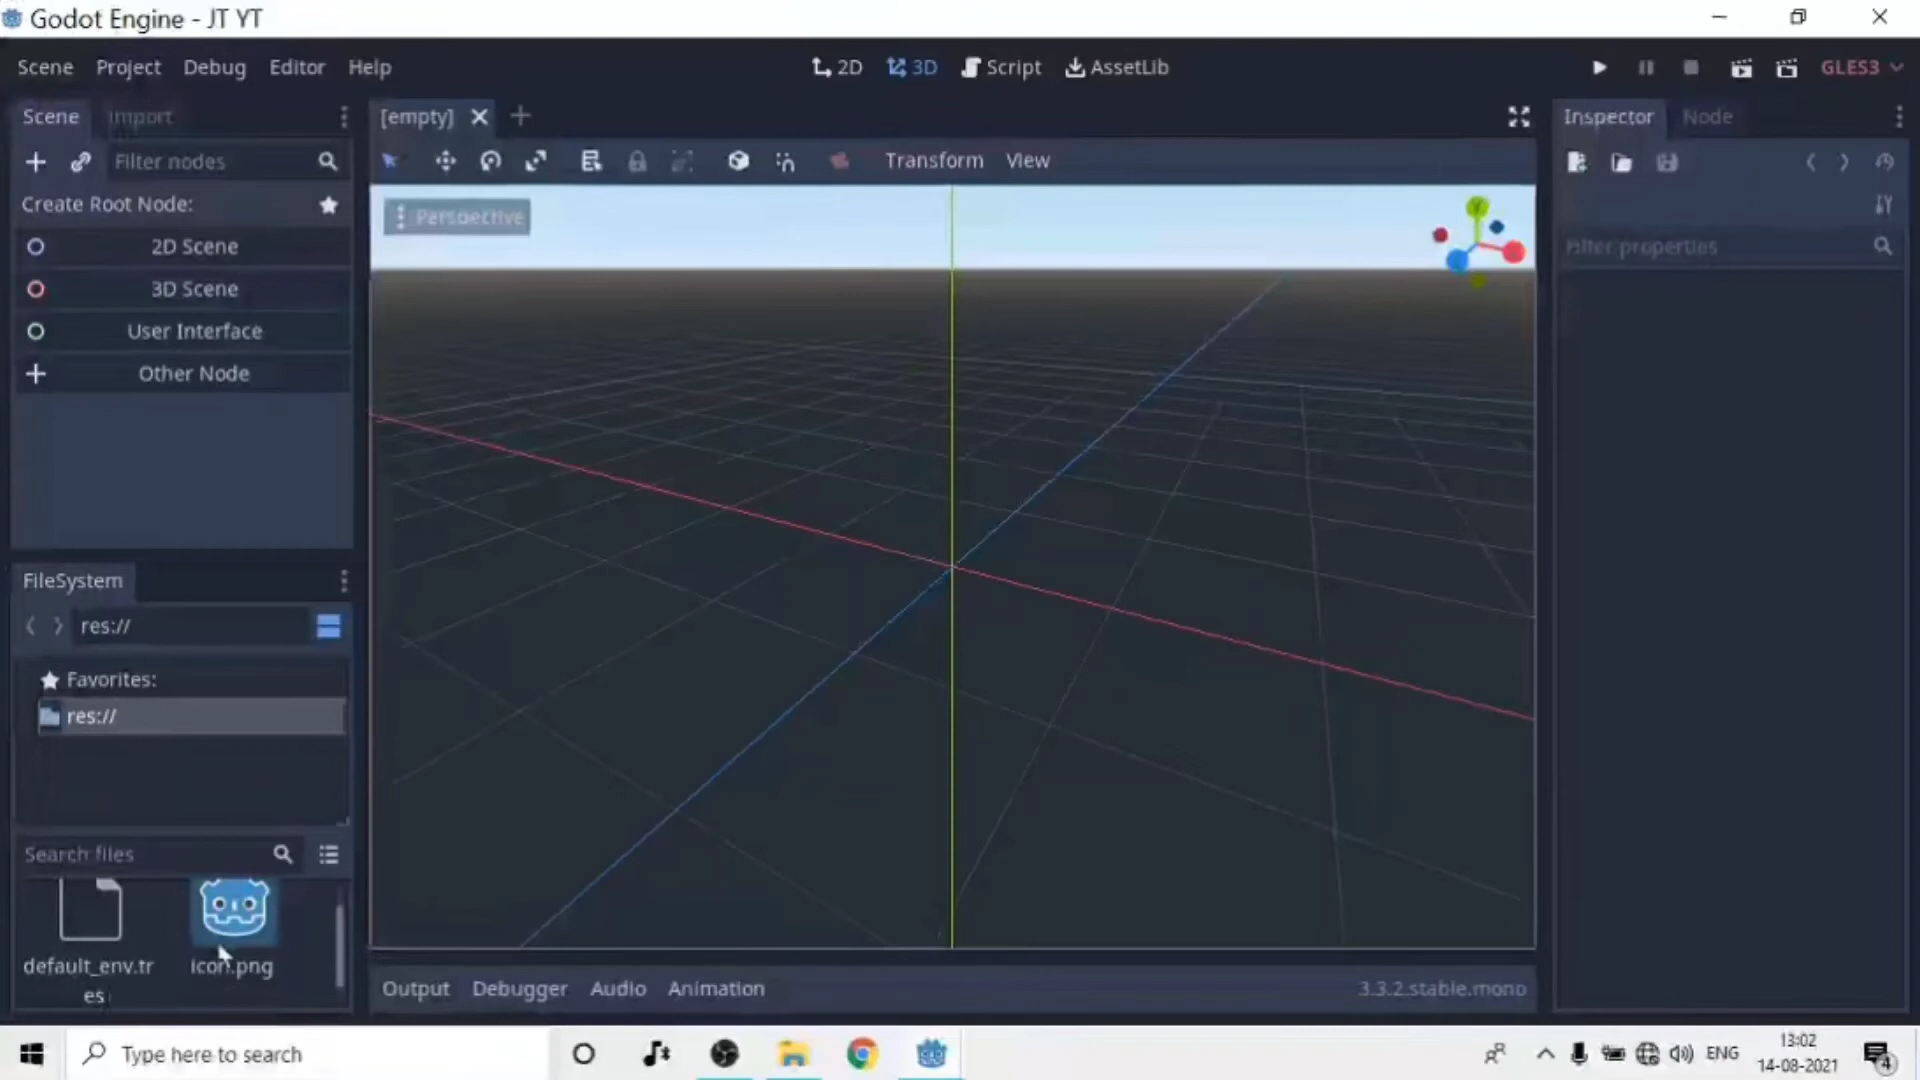 Godot Engine - JT YT
Scene Project Debug Editor Help
2D 3D Script AssetLib
GLES3
Scene Import
[empty]
Inspector Node
Filter nodes
Transform View
Create Root Node:
Perspective
Y
2D Scene
Filter properties
3D Scene
User Interface
Other Node
FileSystem
res://
Favorites:
res://
Search files
default_env.tr
es
icon.png
Output Debugger Audio Animation
3.3.2.stable.mono
Type here to search
ENG
13:02
14-08-2021
4